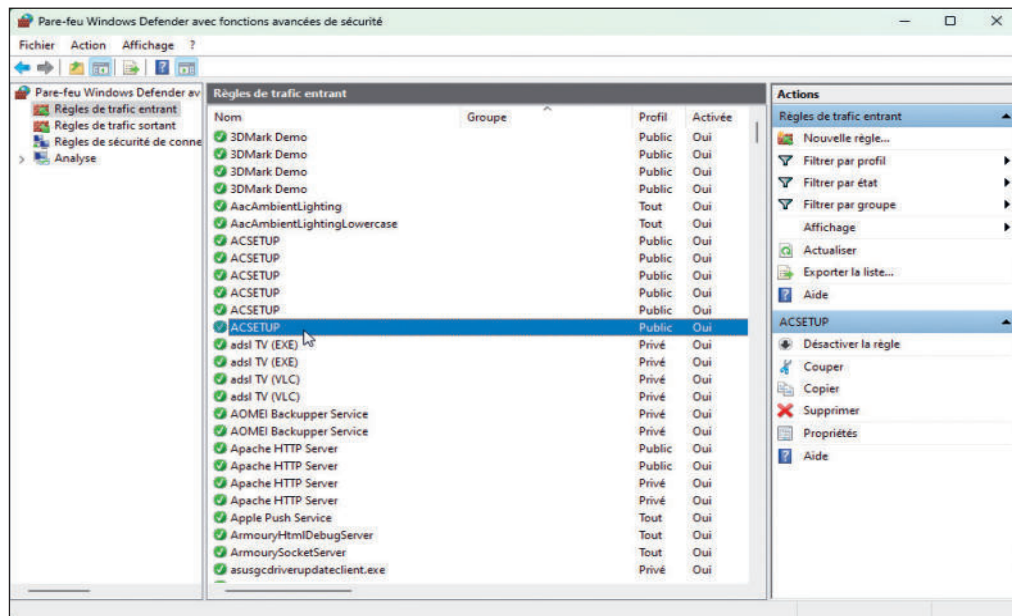 Pare-feu Windows Defender avec fonctions avancées de sécurité
Fichier Action Affichage ?
Pare-feu Windows Defender av
Règles de trafic entrant
Règles de trafic sortant
Règles de sécurité de conne
Analyse
Règles de trafic entrant
Nom Groupe Profil Activée
3DMark Demo Public Oui
3DMark Demo Public Oui
3DMark Demo Public Oui
3DMark Demo Public Oui
AacAmbientLighting Tout Oui
AacAmbientLightingLowercase Tout Oui
ACSETUP Public Oui
ACSETUP Public Oui
ACSETUP Public Oui
ACSETUP Public Oui
ACSETUP Public Oui
ACSETUP Public Oui
adsl TV (EXE) Privé Oui
adsl TV (EXE) Privé Oui
adsl TV (VLC) Privé Oui
adsl TV (VLC) Privé Oui
AOMEI Backupper Service Privé Oui
AOMEI Backupper Service Privé Oui
Apache HTTP Server Public Oui
Apache HTTP Server Public Oui
Apache HTTP Server Privé Oui
Apache HTTP Server Privé Oui
Apple Push Service Tout Oui
ArmouryHtmlDebugServer Tout Oui
ArmourySocketServer Tout Oui
asusgcdriverupdateclient.exe Privé Oui
Actions
Règles de trafic entrant
Nouvelle règle...
Filtrer par profil
Filtrer par état
Filtrer par groupe
Affichage
Actualiser
Exporter la liste...
Aide
ACSETUP
Désactiver la règle
Couper
Copier
Supprimer
Propriétés
Aide